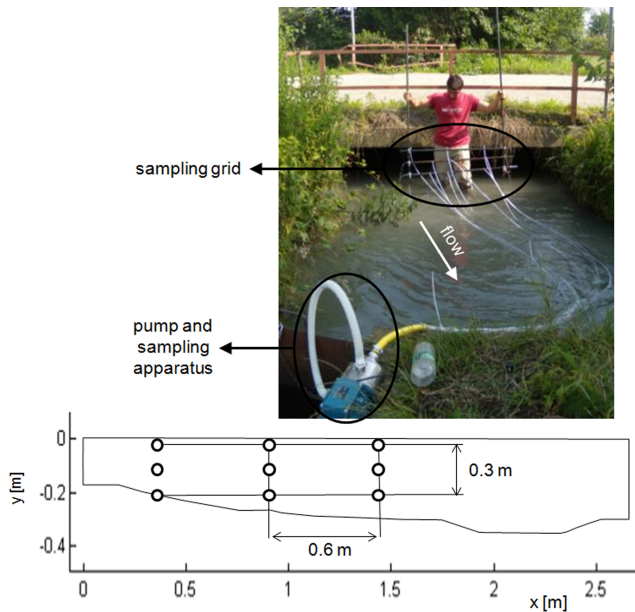 sampling grid
flow
pump and
sampling
apparatus
0
-0.2
-0.4
y [m]
0.3 m
0.6 m
0
0.5
1
1.5
2
2.5
x [m]